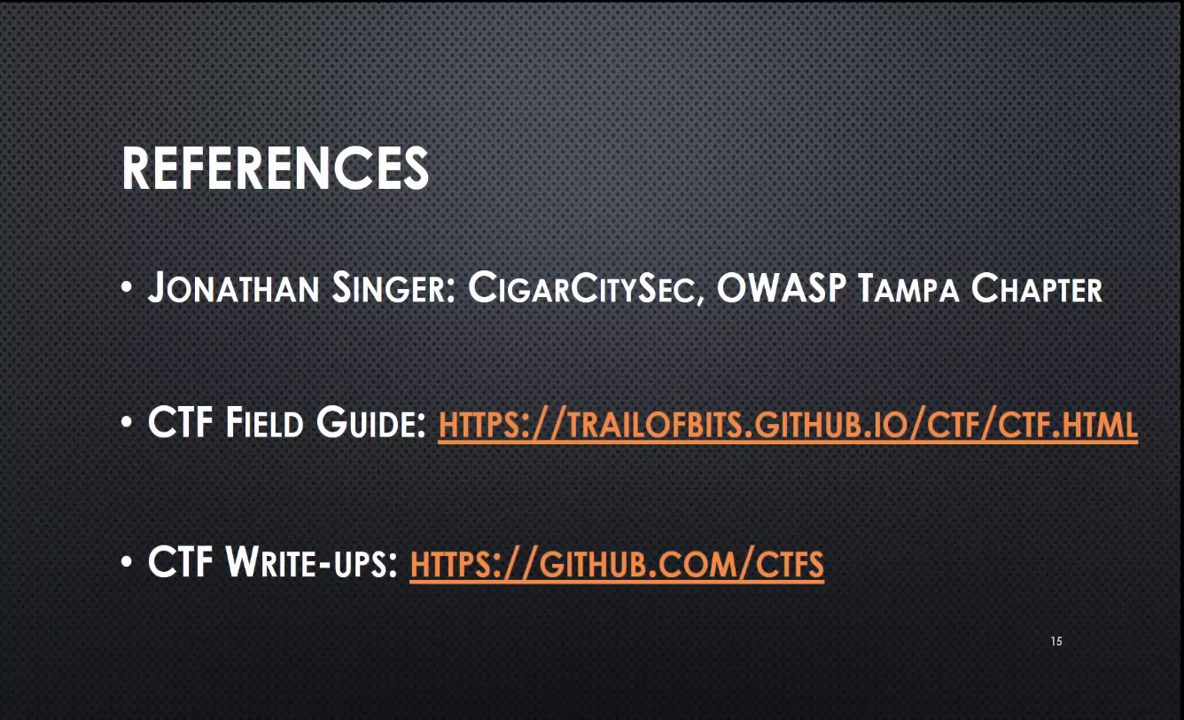 REFERENCES
• JONATHAN SINGER: CIGARCITYSEC, OWASP TAMPA CHAPTER
• CTF FIELD GUIDE: HTTPS://TRAILOFBITS.GITHUB.IO/CTF/CTF.HTML
• CTF WRITE-UPS: HTTPS://GITHUB.COM/CTFS
15